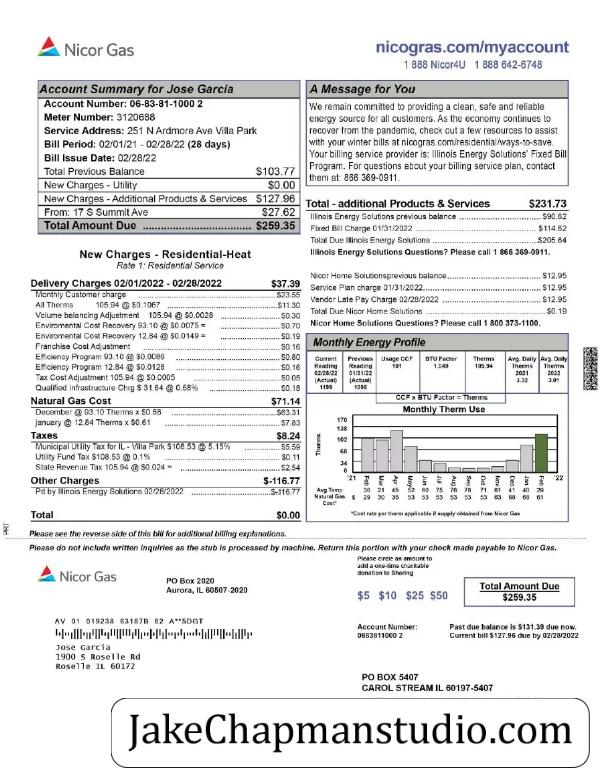 Nicor Gas
nicogras.com/myaccount
1 888 Nicor4U 1 888 642-6748
Account Summary for Jose Garcia
Account Number: 06-83-81-1000 2
Meter Number: 3120688
Service Address: 251 N Ardmore Ave Villa Park
Bill Period: 02/01/21 - 02/28/22 (28 days)
Bill Issue Date: 02/28/22
Total Previous Balance $103.77
New Charges - Utility $0.00
New Charges - Additional Products & Services $127.96
From: 17 S Summit Ave $27.62
Total Amount Due $259.35
A Message for You
We remain committed to providing a clean, safe and reliable
energy source for all customers. As the economy continues to
recover from the pandemic, check out a few resources to assist
with your winter bills at nicogras.com/residential/ways-to-save.
Your billing service provider is: Illinois Energy Solutions' Fixed Bill
Program. For questions about your billing service plan, contact
them at: 866 369-0911.
Total - additional Products & Services $231.73
Illinois Energy Solutions previous balance $90.62
Fixed Bill Charge 01/31/2022 $114.62
Total Due Illinois Energy Solutions $205.64
Illinois Energy Solutions Questions? Please call 1 866 369-0911.
Nicor Home Solutionsprevious balance $12.95
Service Plan charge 01/31/2022 $12.95
Vendor Late Pay Charge 02/28/2022 $12.95
Total Due Nicor Home Solutions $0.19
Nicor Home Solutions Questions? Please call 1 800 373-1100.
New Charges - Residential-Heat
Rate 1: Residential Service
Delivery Charges 02/01/2022 - 02/28/2022 $37.39
Monthly Customer charge $23.55
All Therms 105.94 @ $0.1067 $11.30
Volume balancing Adjustment 105.94 @ $0.0028 $0.30
Enviromental Cost Recovery 93.10 @ $0.0075 = $0.70
Enviromental Cost Recovery 12.84 @ $0.0149 = $0.19
Franchise Cost Adjustment $0.16
Efficiency Program 93.10 @ $0.0086 $0.80
Efficiency Program 12.84 @ $0.0128 $0.16
Tax Cost Adjustment 105.94 @ $0.0005 $0.05
Qualified Infrastructure Chrg $ 31.64 @ 0.58% $0.18
Natural Gas Cost $71.14
December @ 93.10 Therms x $0.68 $63.31
january @ 12.84 Therms x $0.61 $7.83
Taxes $8.24
Municipal Utility Tax for IL - Villa Park $108.53 @ 5.15% $5.59
Utility Fund Tax $108.53 @ 0.1% $0.11
State Revenue Tax 105.94 @ $0.024 = $2.54
Other Charges $-116.77
Pd by Illinois Energy Solutions 02/28/2022 $-116.77
Total $0.00
Monthly Energy Profile
Current Reading 02/28/22 (Actual) 1199
Previous Reading 01/31/22 (Actual) 1098
Usage CCF 101
BTU Factor 1.049
Therms 105.94
Avg. Daily Therms 2021 3.22
Avg. Daily Therms 2022 3.01
CCF x BTU Factor = Therms
Monthly Therm Use
Therms
170
138
102
68
34
0
'21 Feb Mar Apr May Jun Jul Aug Sep Oct Nov Dec Jan Feb '22
Avg Temp 30 21 45 52 60 75 76 78 71 61 41 40 29
Natural Gas Cost* $ 29 30 35 53 53 53 53 53 63 63 68 61
*Cost rate per therm applicable if supply obtained from Nicor Gas
PRT
Please see the reverse side of this bill for additional billing explanations.
Please do not include written inquiries as the stub is processed by machine. Return this portion with your check made payable to Nicor Gas.
Nicor Gas
PO Box 2020
Aurora, IL 60507-2020
Please circle an amount to
add a one-time charitable
donation to Sharing
$5 $10 $25 $50
Total Amount Due
$259.35
AV 01 019238 63187B 62 A**5DGT
Jose Garcia
1900 S Roselle Rd
Roselle IL 60172
Account Number:
0683811000 2
Past due balance is $131.39 due now.
Current bill $127.96 due by 02/28/2022
PO BOX 5407
CAROL STREAM IL 60197-5407
JakeChapmanstudio.com